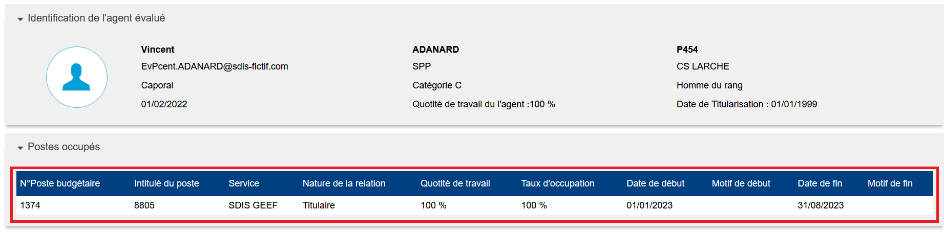 Identification de l'agent évalué
Vincent ADANARD P454
EvPcent.ADANARD@sdis-fictif.com SPP CS LARCHE
Caporal Catégorie C Homme du rang
01/02/2022 Quotité de travail du l'agent :100 % Date de Titularisation : 01/01/1999
Postes occupés
N°Poste budgétaire Intitulé du poste Service Nature de la relation Quotité de travail Taux d'occupation Date de début Motif de début Date de fin Motif de fin
1374 8805 SDIS GEEF Titulaire 100 % 100 % 01/01/2023 31/08/2023